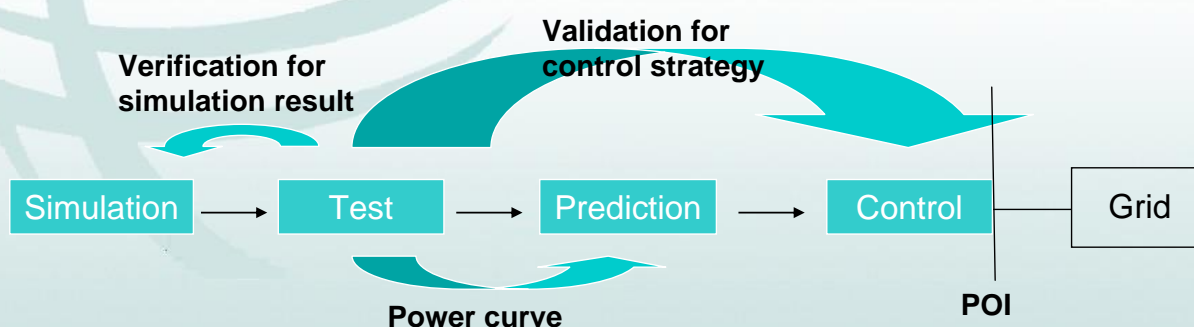 Validation for
control strategy
Verification for
simulation result
Simulation
Test
Prediction
Control
Grid
POI
Power curve